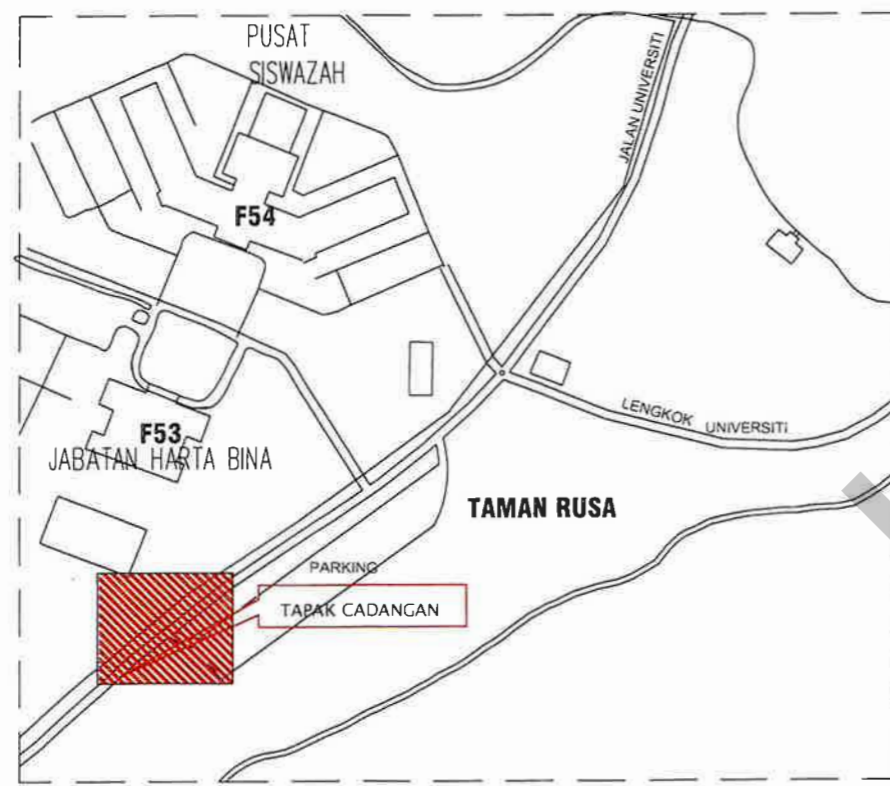 PUSAT
SISWAZAH
JALAN UNIVERSITI
F54
LENGKOK UNIVERSITI
F53
JABATAN HARTA BINA
TAMAN RUSA
PARKING
TAPAK CADANGAN